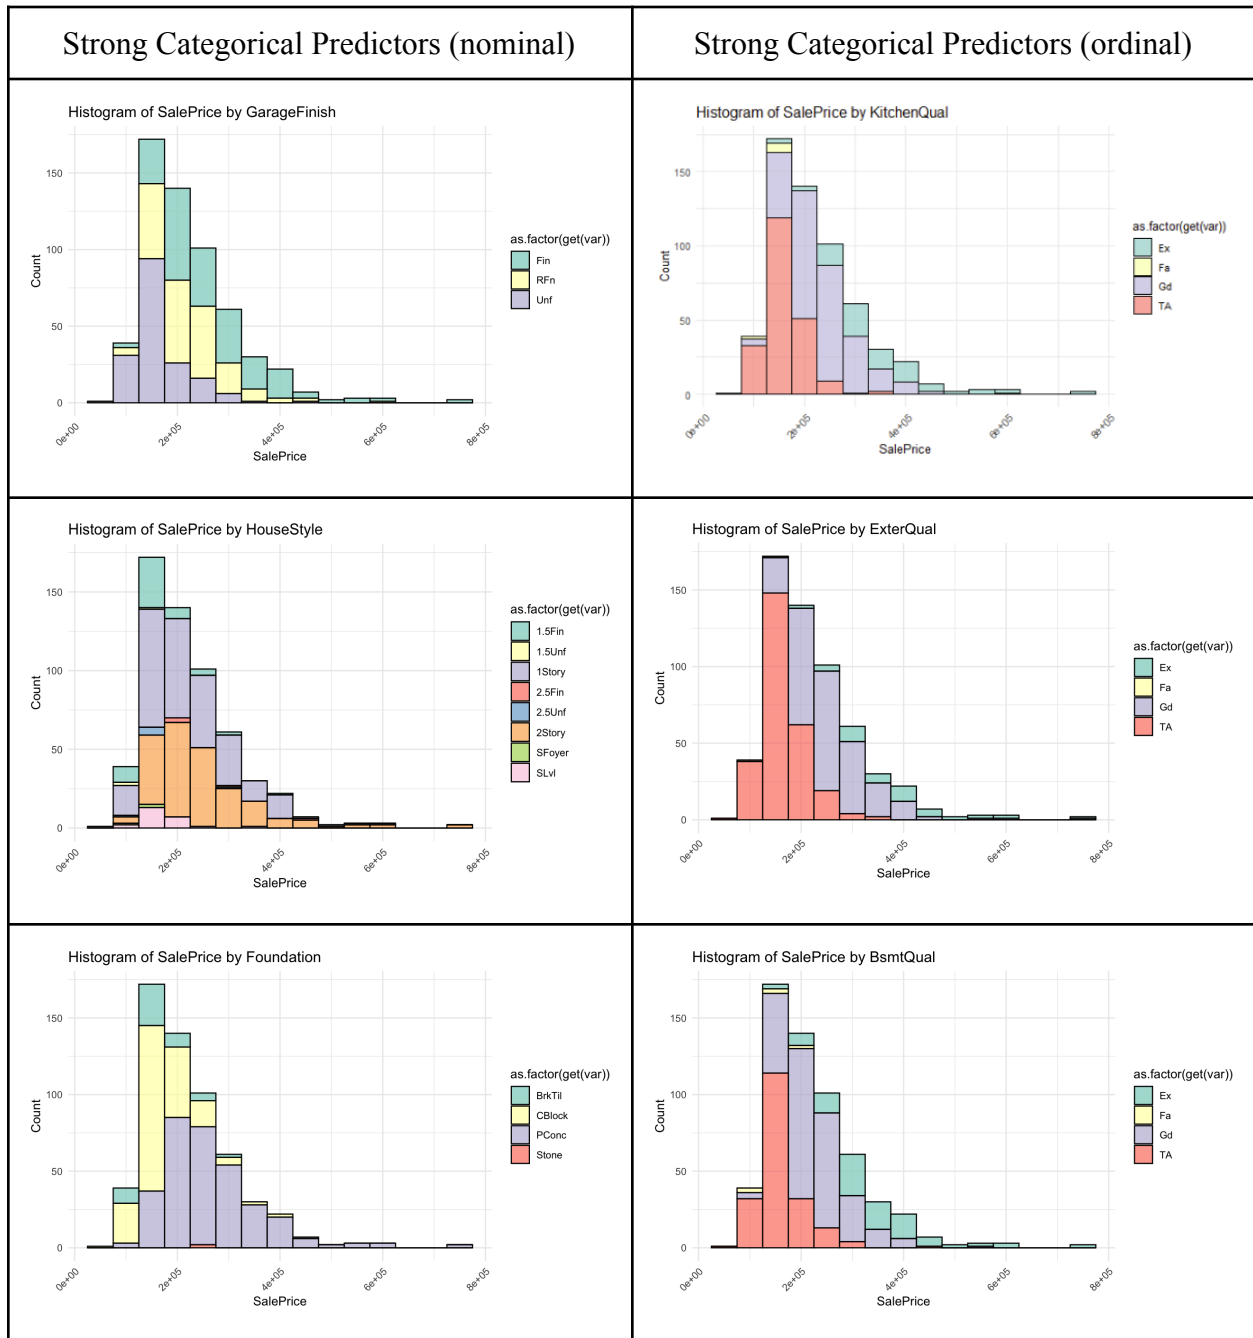 Strong Categorical Predictors (nominal)
Strong Categorical Predictors (ordinal)
Histogram of SalePrice by GarageFinish
150
100
50
0
Count
0e+00
2e+05
4e+05
6e+05
8e+05
SalePrice
as.factor(get(var))
Fin
RFn
Unf
Histogram of SalePrice by KitchenQual
150
100
50
0
Count
0e+00
2e+05
4e+05
6e+05
8e+05
SalePrice
as.factor(get(var))
Ex
Fa
Gd
TA
Histogram of SalePrice by HouseStyle
150
100
50
0
Count
0e+00
2e+05
4e+05
6e+05
8e+05
SalePrice
as.factor(get(var))
1.5Fin
1.5Unf
1Story
2.5Fin
2.5Unf
2Story
SFoyer
SLvl
Histogram of SalePrice by ExterQual
150
100
50
0
Count
0e+00
2e+05
4e+05
6e+05
8e+05
SalePrice
as.factor(get(var))
Ex
Fa
Gd
TA
Histogram of SalePrice by Foundation
150
100
50
0
Count
0e+00
2e+05
4e+05
6e+05
8e+05
SalePrice
as.factor(get(var))
BrkTil
CBlock
PConc
Stone
Histogram of SalePrice by BsmtQual
150
100
50
0
Count
0e+00
2e+05
4e+05
6e+05
8e+05
SalePrice
as.factor(get(var))
Ex
Fa
Gd
TA